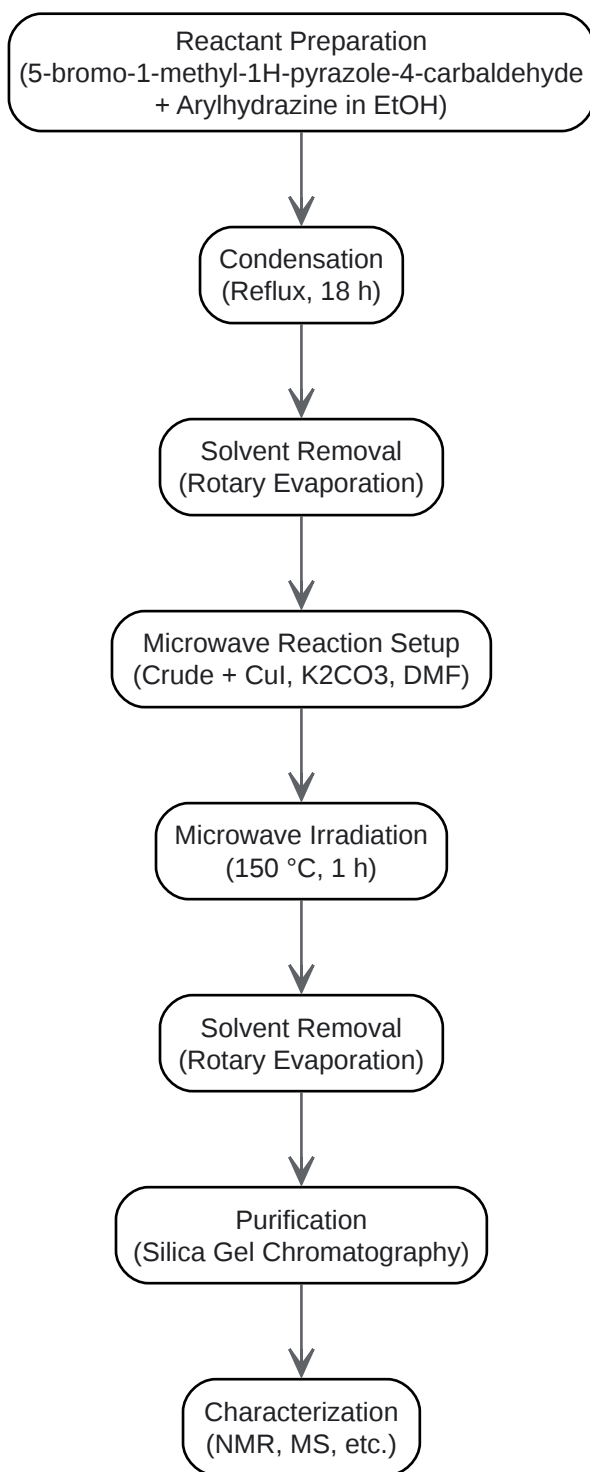 Reactant Preparation
(5-bromo-1-methyl-1H-pyrazole-4-carbaldehyde
+ Arylhydrazine in EtOH)
Condensation
(Reflux, 18 h)
Solvent Removal
(Rotary Evaporation)
Microwave Reaction Setup
(Crude + CuI, K2CO3, DMF)
Microwave Irradiation
(150 °C, 1 h)
Solvent Removal
(Rotary Evaporation)
Purification
(Silica Gel Chromatography)
Characterization
(NMR, MS, etc.)